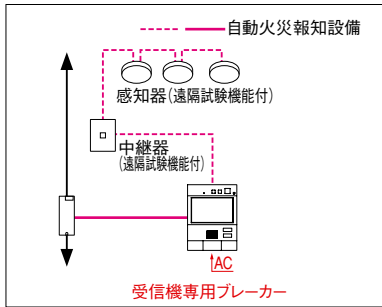 自動火災報知設備
感知器(遠隔試験機能付)
中継器
(遠隔試験機能付)
AC
受信機専用ブレーカー